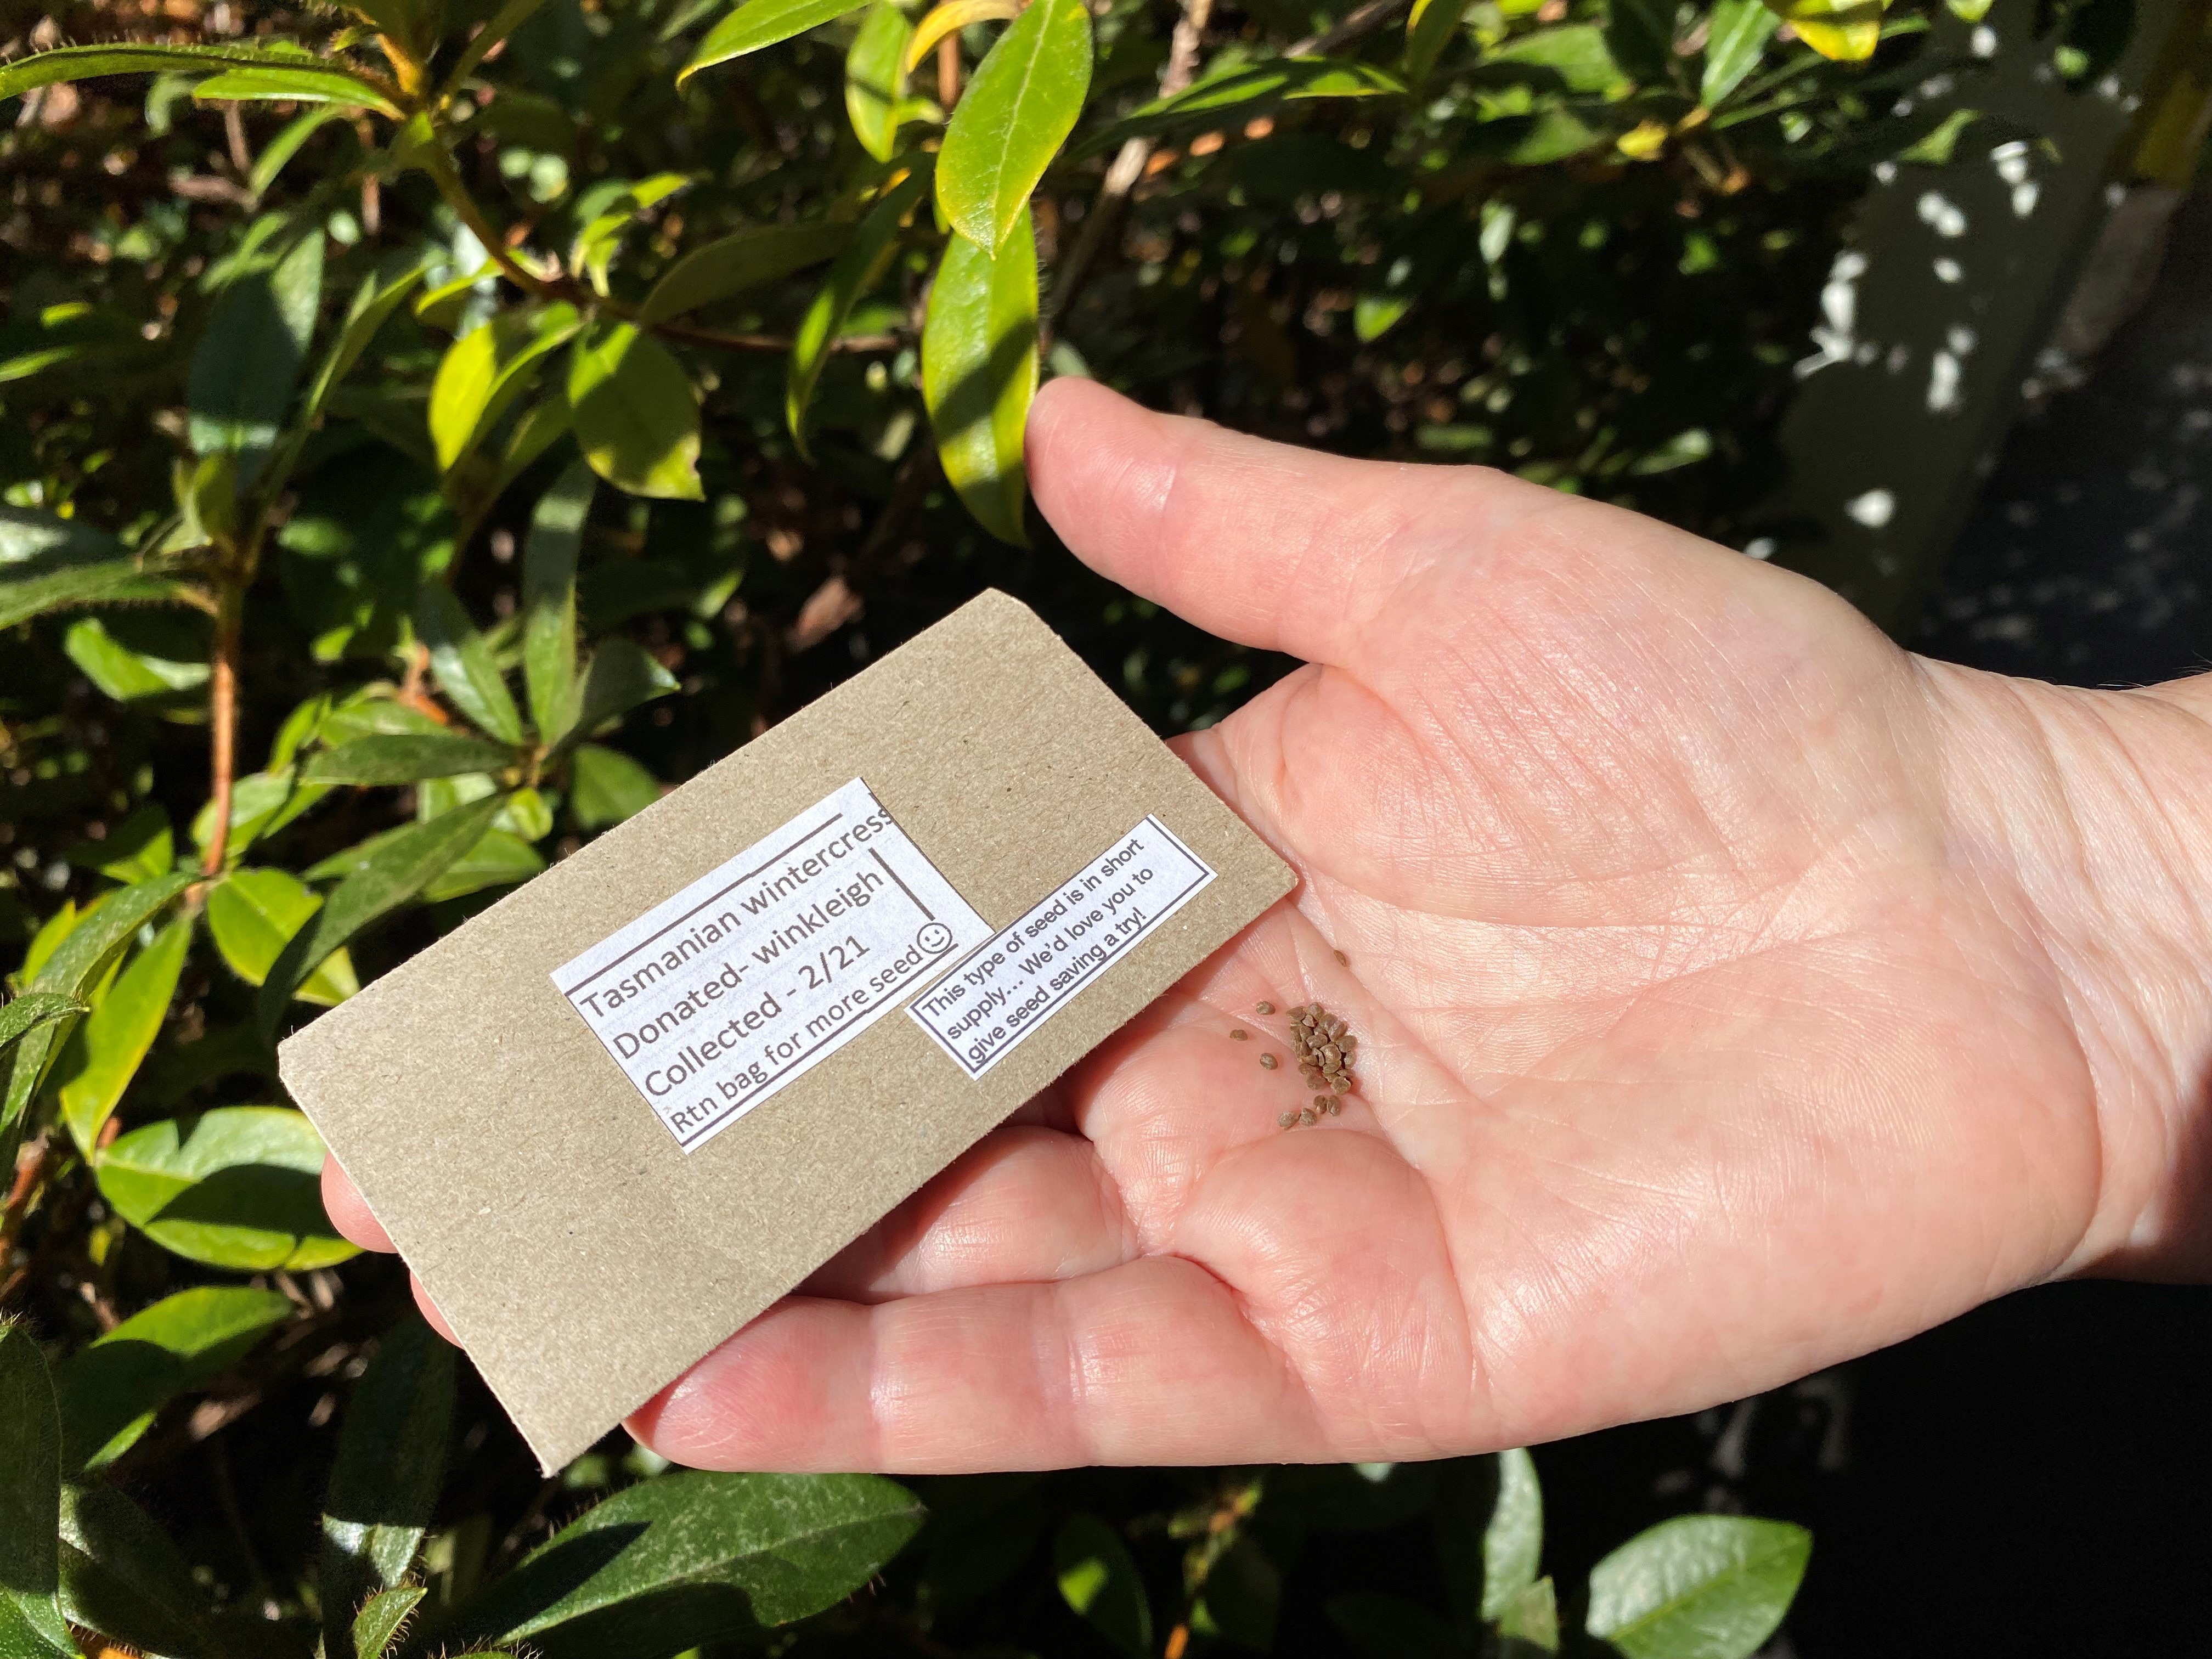 Tasmanian wintercress
Donated- winkleigh
Collected - 2/21
Rtn bag for more seed☺
This type of seed is in short
supply... We'd love you to
give seed saving a try!